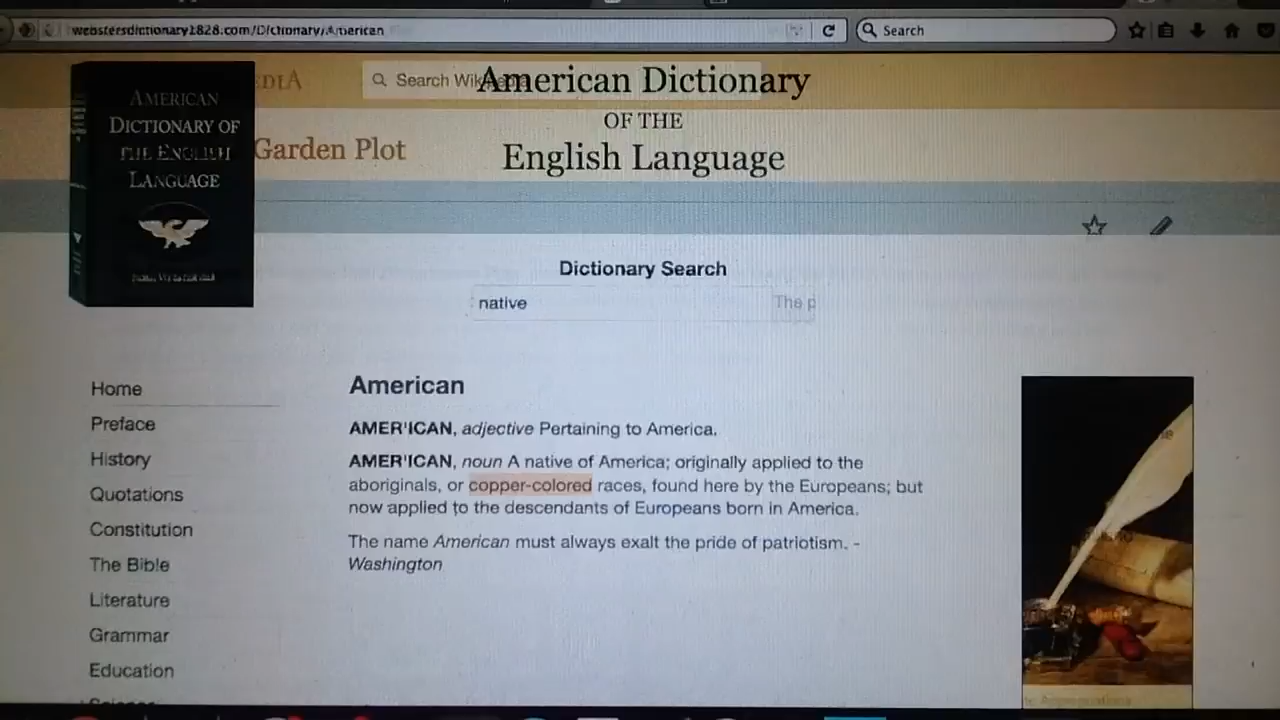 webstersdictionary1828.com/Dictionary/American
Search
Search Wik
American Dictionary
OF THE
English Language
AMERICAN
DICTIONARY OF
THE ENGLISH
LANGUAGE
Garden Plot
Dictionary Search
native
The p
Home
Preface
History
Quotations
Constitution
The Bible
Literature
Grammar
Education
American
AMER'ICAN, adjective Pertaining to America.
AMER'ICAN, noun A native of America; originally applied to the
aboriginals, or copper-colored races, found here by the Europeans; but
now applied to the descendants of Europeans born in America.
The name American must always exalt the pride of patriotism. -
Washington